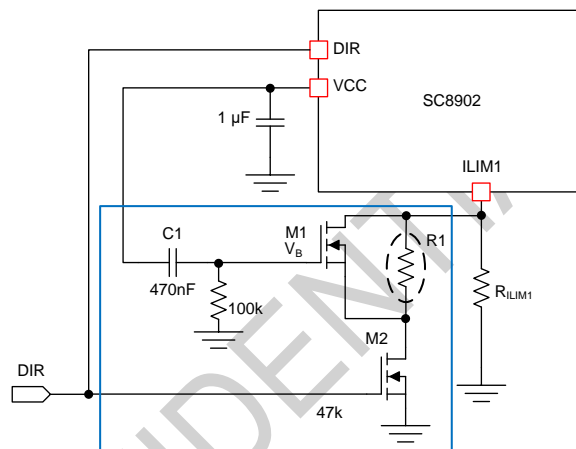 DIR
VCC
SC8902
1 µF
ILIM1
C1
M1
VB
R1
470nF
100k
RILIM1
M2
DIR
47k